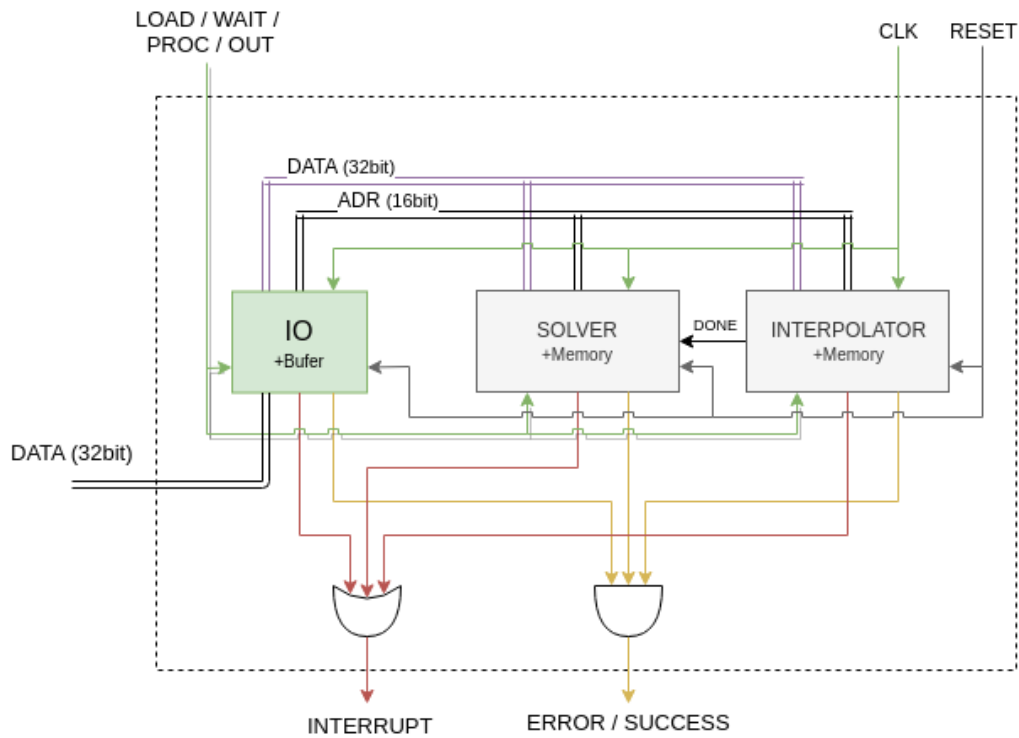 LOAD / WAIT /
PROC / OUT
CLK
RESET
DATA (32bit)
ADR (16bit)
IO
+Bufer
SOLVER
+Memory
DONE
INTERPOLATOR
+Memory
DATA (32bit)
INTERRUPT
ERROR / SUCCESS